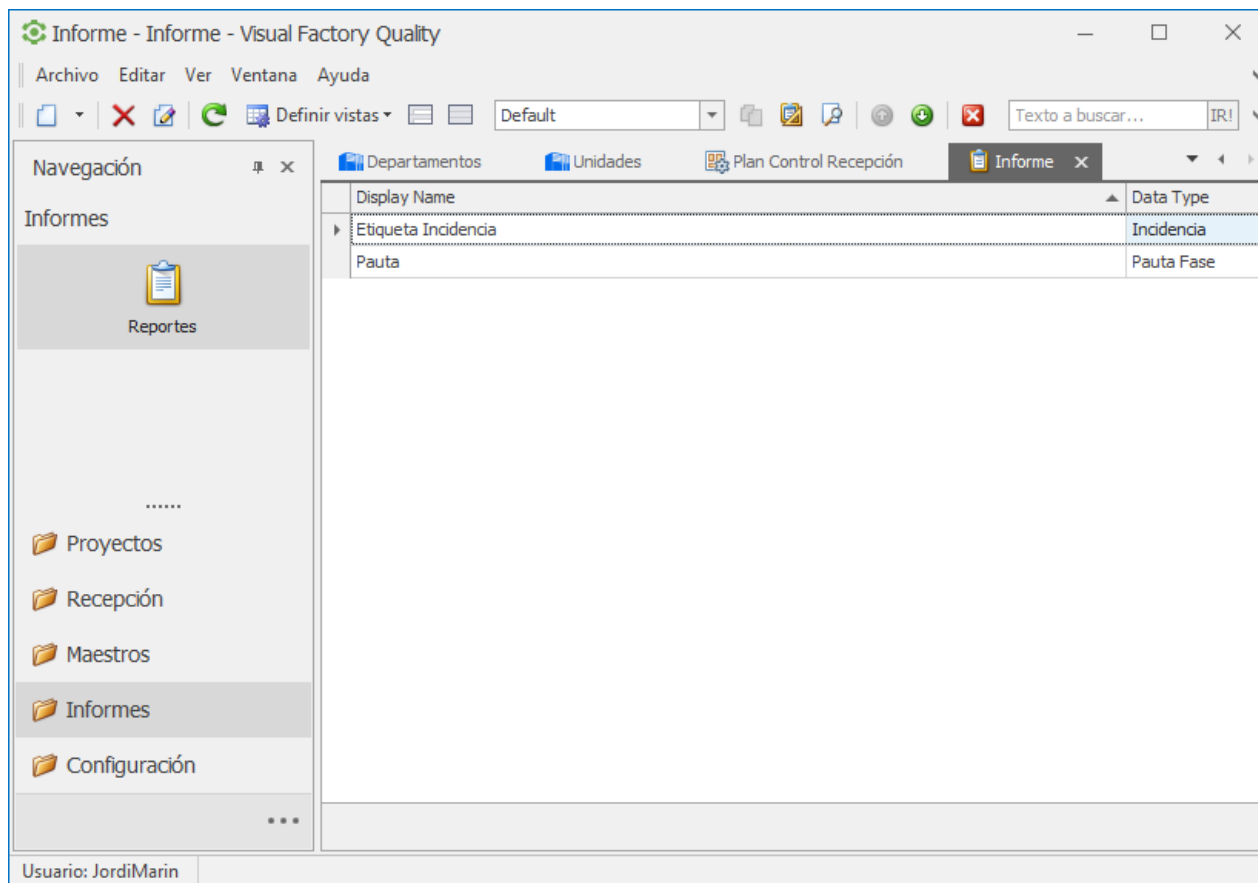 Informe - Informe - Visual Factory Quality
Archivo Editar Ver Ventana Ayuda
Definir vistas Default Texto a buscar... IR!
Navegación
Departamentos Unidades Plan Control Recepción Informe
Display Name Data Type
Informes
Etiqueta Incidencia Incidencia
Pauta Pauta Fase
Reportes
Proyectos
Recepción
Maestros
Informes
Configuración
Usuario: JordiMarin